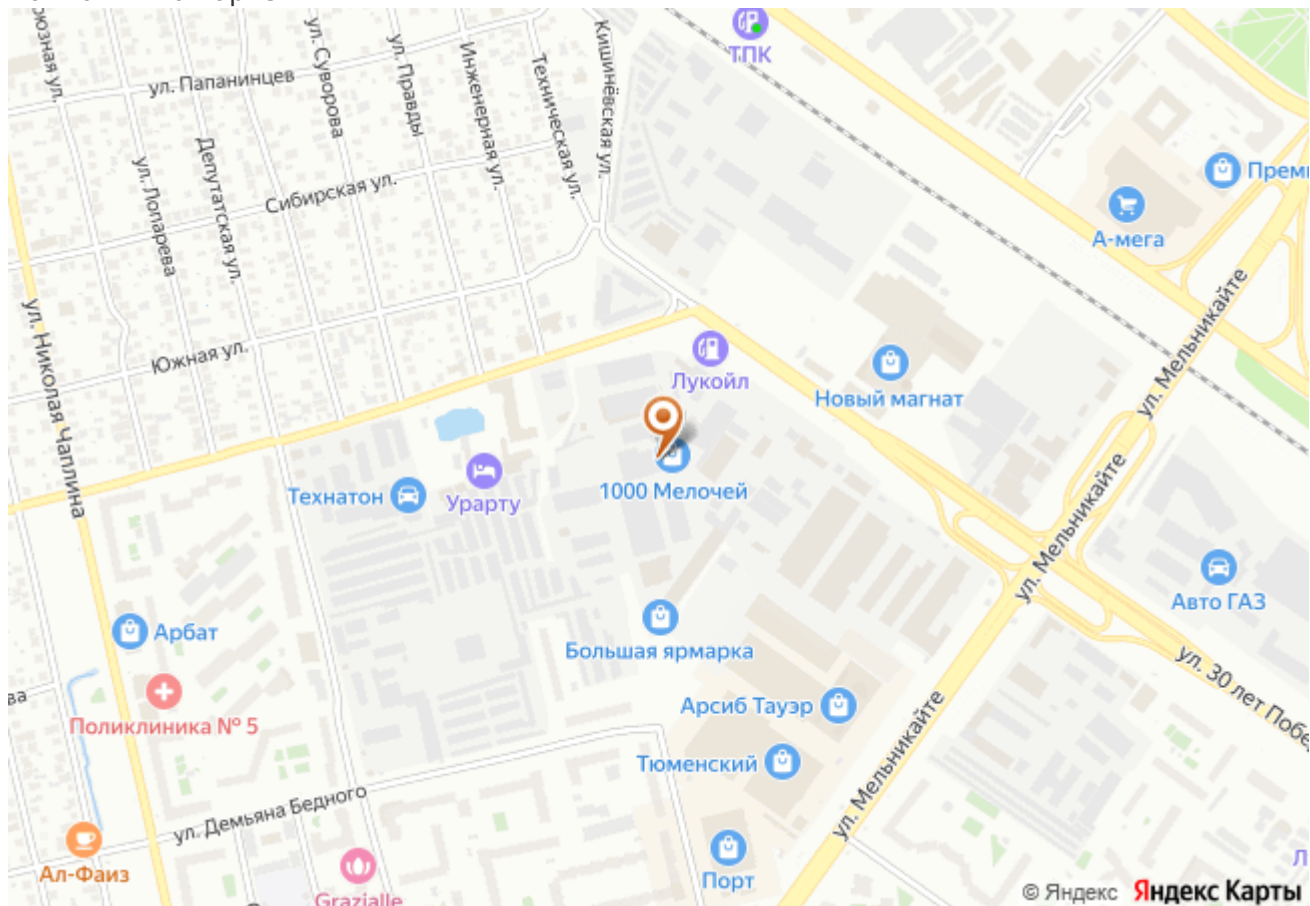 ТПК
ул. Папанинцев
ул. Суворова
ул. Правды
Инженерная ул.
Техническая ул.
Кишинёвская ул.
ул. Лопарева
Депутатская ул.
Сибирская ул.
Преми
А-мега
ул. Мельникайте
ул. Николая Чаплина
Южная ул.
Лукойл
Новый магнат
1000 Мелочей
Технатон
Урарту
ул. Мельникайте
Авто ГАЗ
Арбат
Большая ярмарка
ул. 30 лет Побе
Поликлиника № 5
Арсиб Тауэр
Тюменский
ул. Мельникайте
ул. Демьяна Бедного
Ал-Фаиз
Grazialle
Порт
© Яндекс Яндекс Карты